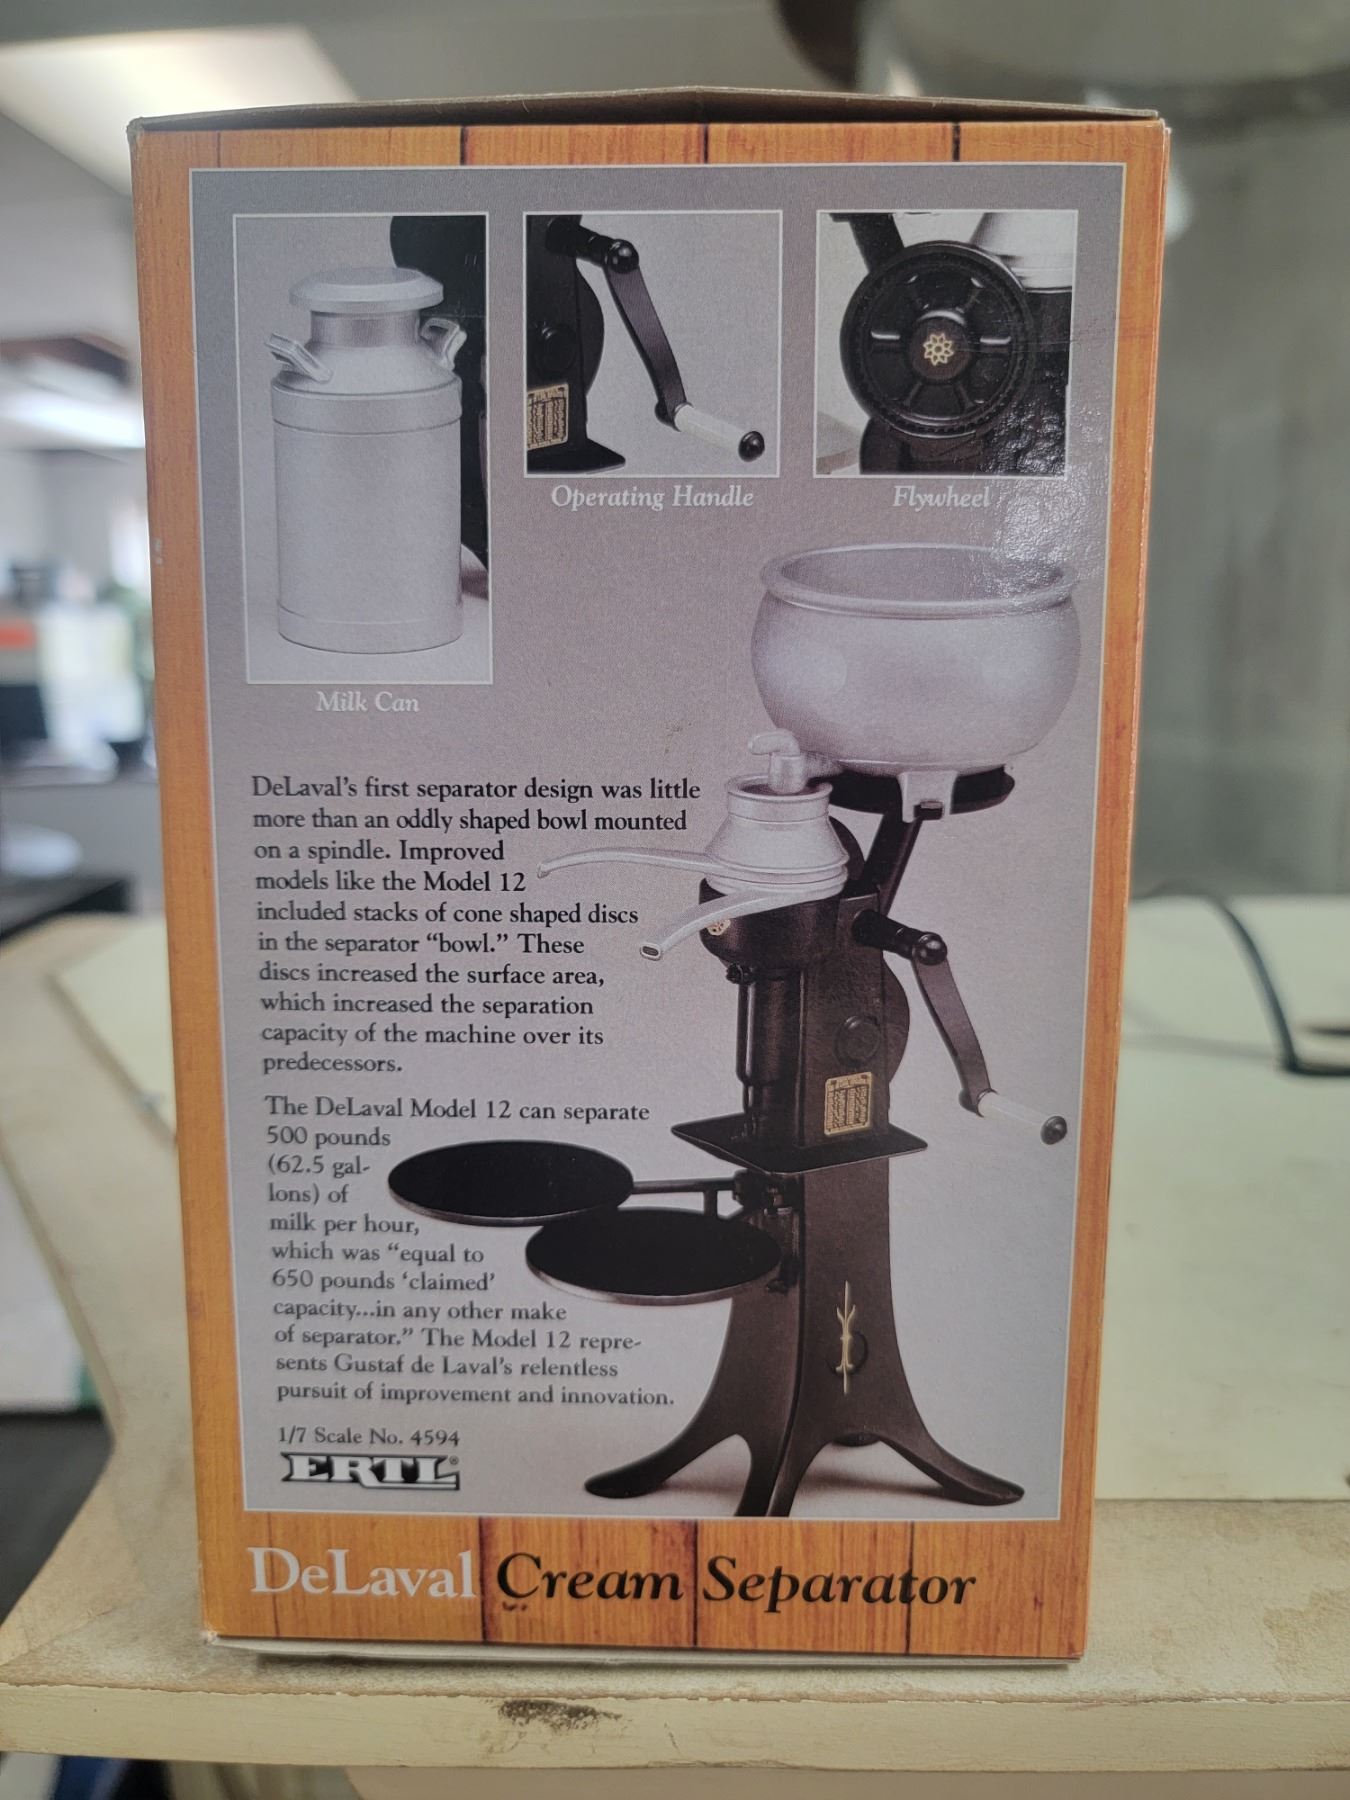 Operating Handle
Flywheel
Milk Can
DeLaval's first separator design was little
more than an oddly shaped bowl mounted
on a spindle. Improved
models like the Model 12
included stacks of cone shaped discs
in the separator “bowl.” These
discs increased the surface area,
which increased the separation
capacity of the machine over its
predecessors.
The DeLaval Model 12 can separate
500 pounds
(62.5 gal-
lons) of
milk per hour,
which was “equal to
650 pounds ‘claimed’
capacity...in any other make
of separator.” The Model 12 repre-
sents Gustaf de Laval's relentless
pursuit of improvement and innovation.
1/7 Scale No. 4594
ERTL®
DeLaval Cream Separator